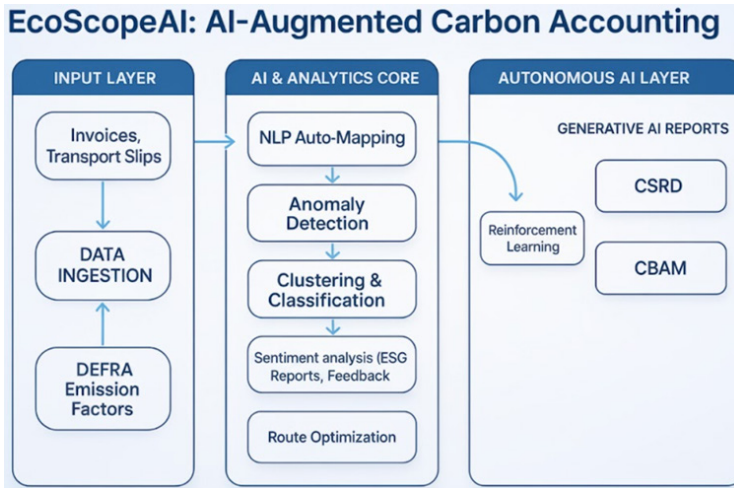 EcoScopeAI: AI-Augmented Carbon Accounting
INPUT LAYER
Invoices,
Transport Slips
DATA
INGESTION
DEFRA
Emission
Factors
AI & ANALYTICS CORE
NLP Auto-Mapping
Anomaly
Detection
Clustering &
Classification
Sentiment analysis (ESG
Reports, Feedback
Route Optimization
AUTONOMOUS AI LAYER
GENERATIVE AI REPORTS
Reinforcement
Learning
CSRD
CBAM